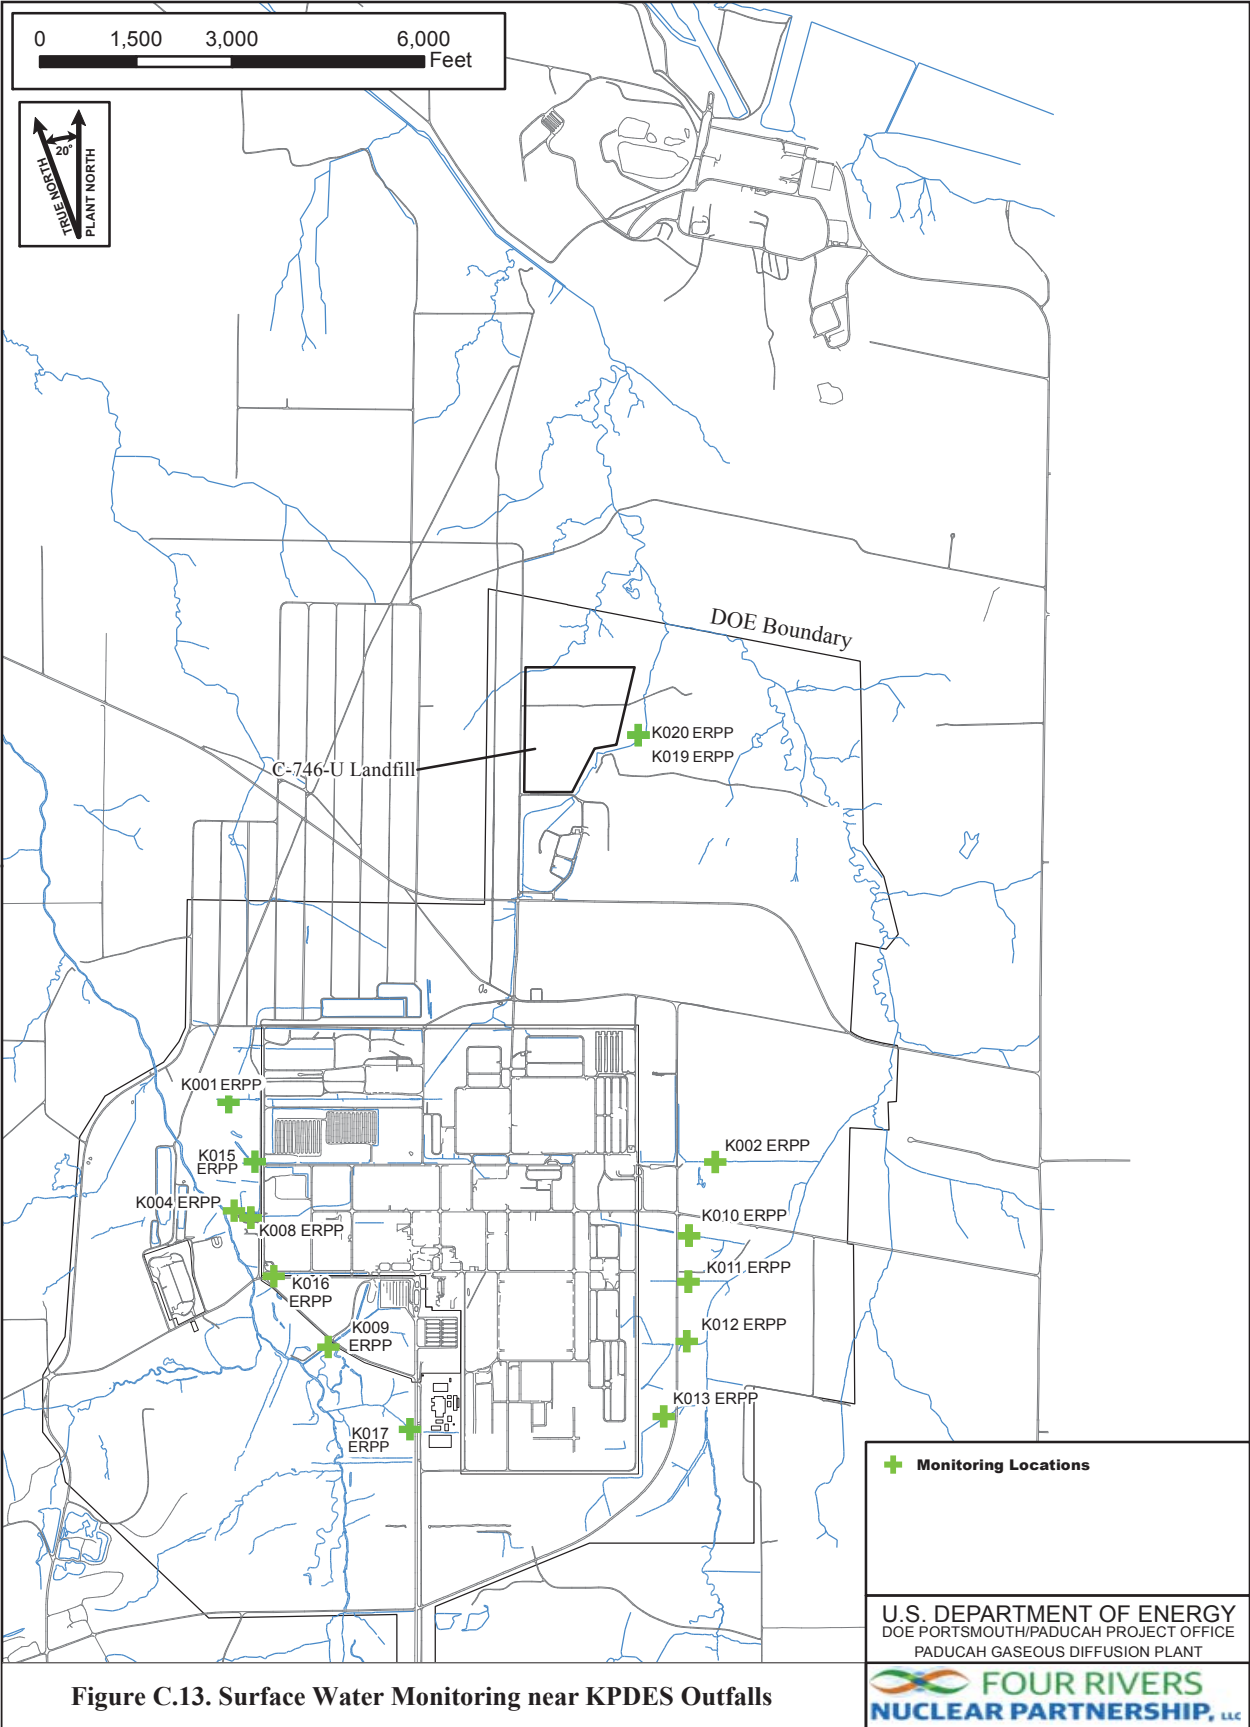 0 1,500 3,000 6,000
Feet
20°
TRUE NORTH
PLANT NORTH
DOE Boundary
K020 ERPP
K019 ERPP
C-746-U Landfill
K001 ERPP
K015
ERPP
K002 ERPP
K004 ERPP
K008 ERPP
K010 ERPP
K011 ERPP
K016
ERPP
K009
ERPP
K012 ERPP
K013 ERPP
K017
ERPP
Monitoring Locations
U.S. DEPARTMENT OF ENERGY
DOE PORTSMOUTH/PADUCAH PROJECT OFFICE
PADUCAH GASEOUS DIFFUSION PLANT
FOUR RIVERS
NUCLEAR PARTNERSHIP, LLC
Figure C.13. Surface Water Monitoring near KPDES Outfalls